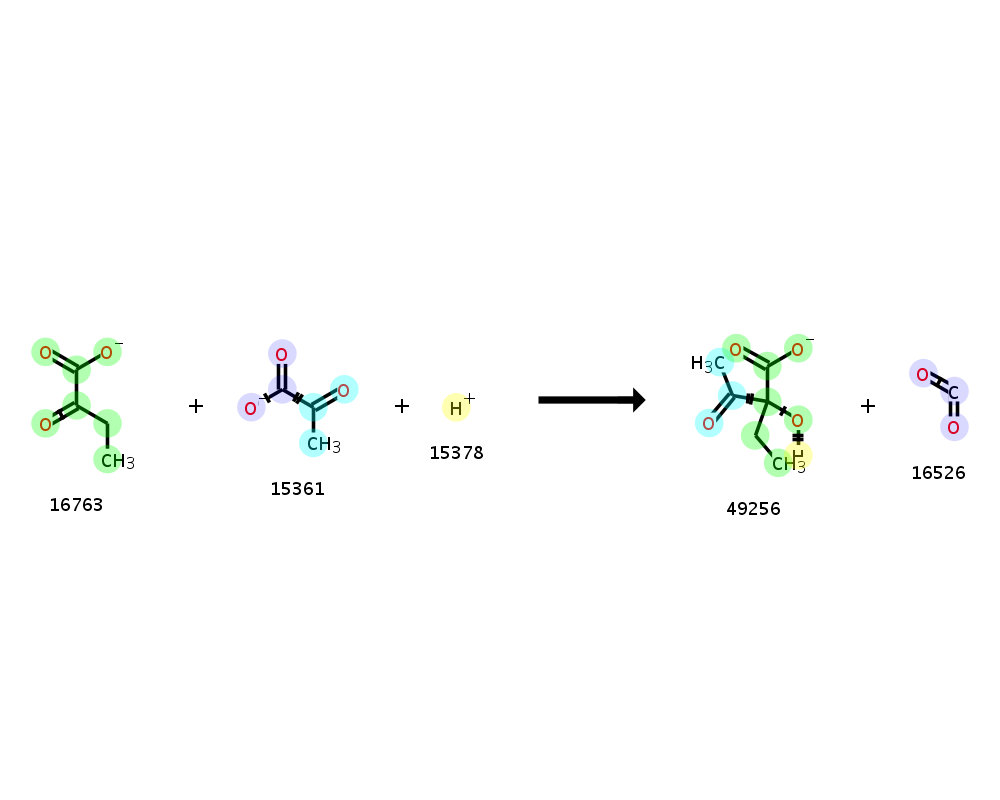 O O⁻
O
CH₃
16763
+
O
O⁻ O
CH₃
15361
+
H⁺
15378
H₃C O O⁻
O O
H
CH₃
49256
+
O
C
O
16526